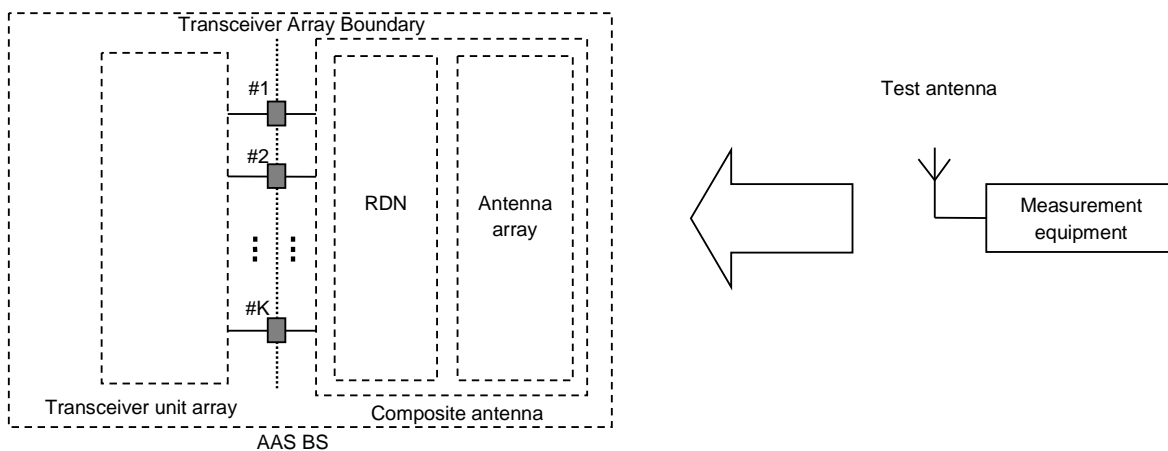 Transceiver Array Boundary
#1
#2
#K
RDN
Antenna
array
Transceiver unit array
Composite antenna
AAS BS
Test antenna
Measurement
equipment